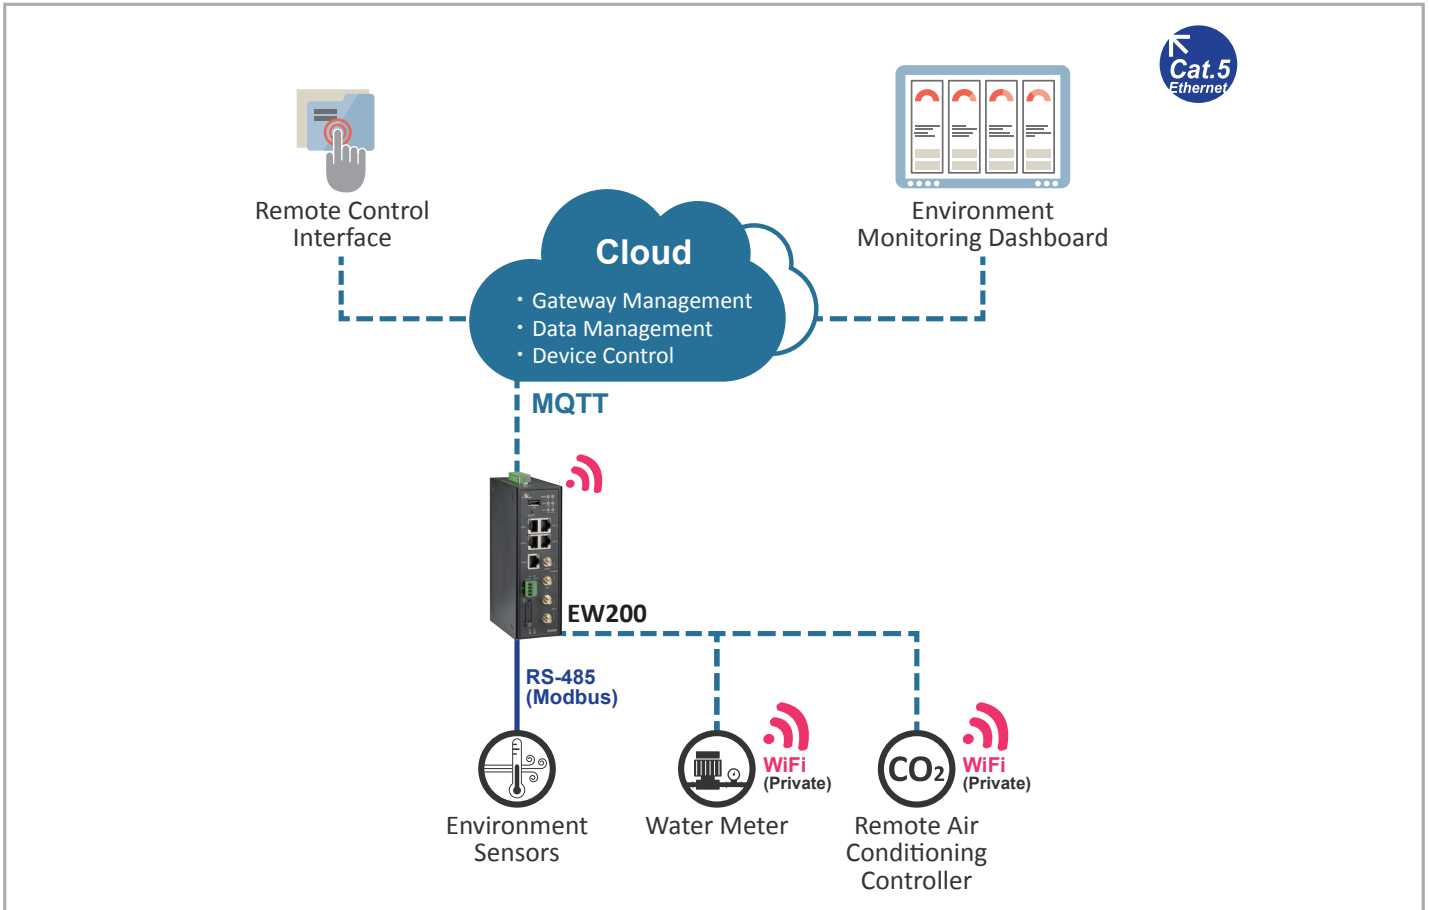 Cat.5
Ethernet
Remote Control
Interface
Environment
Monitoring Dashboard
Cloud
· Gateway Management
· Data Management
· Device Control
MQTT
EW200
RS-485
(Modbus)
WiFi
(Private)
CO2
WiFi
(Private)
Environment
Sensors
Water Meter
Remote Air
Conditioning
Controller